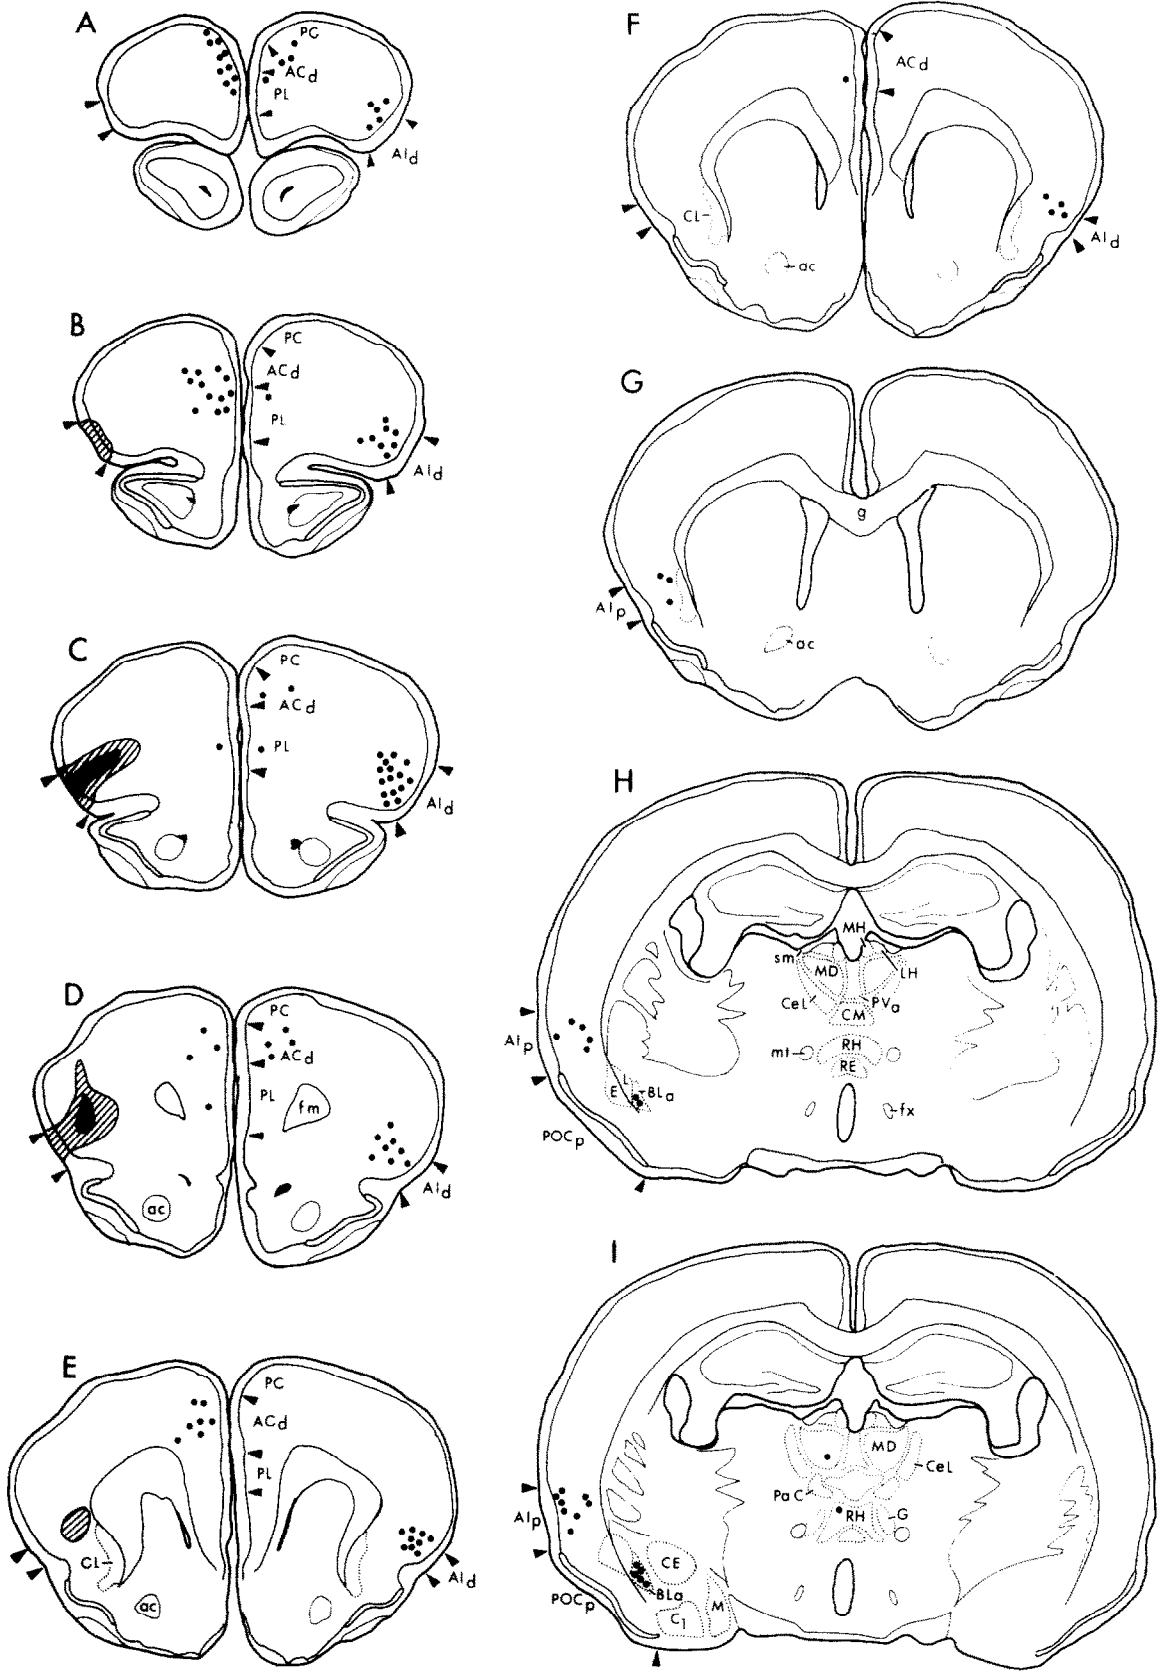 A
PC
ACd
PL
AId
B
PC
ACd
PL
AId
C
PC
ACd
PL
AId
D
PC
ACd
PL
fm
AId
ac
E
PC
ACd
PL
CL
AId
ac
F
ACd
CL
ac
AId
G
g
AIp
ac
H
MH
sm
MD
LH
CeL
PVa
CM
AIp
mt
RH
RE
L
E
BLa
fx
POCp
I
MD
CeL
PaC
AIp
RH
G
CE
POCp
BLa
M
C1